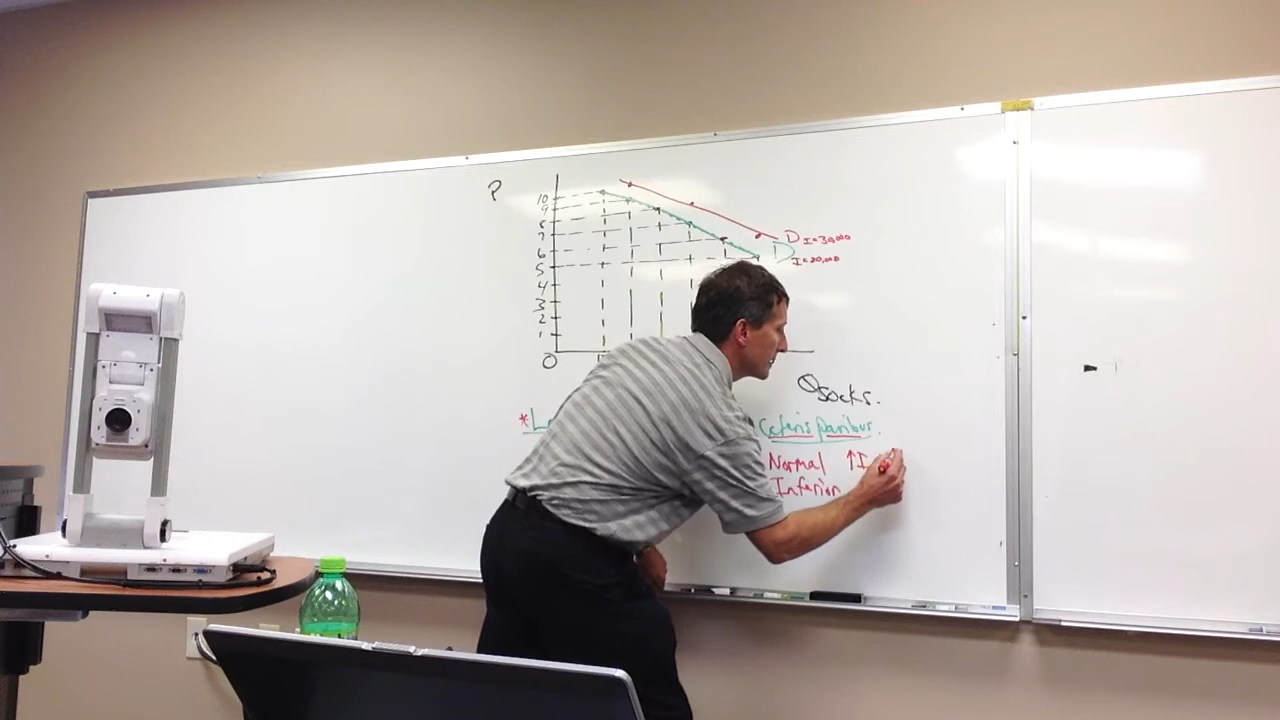 P
10
9
8
7
6
5
4
3
2
1
0
D I=30,000
D I=20,000
Qsocks.
*L
Ceteris paribus.
Normal ↑I
Inferior